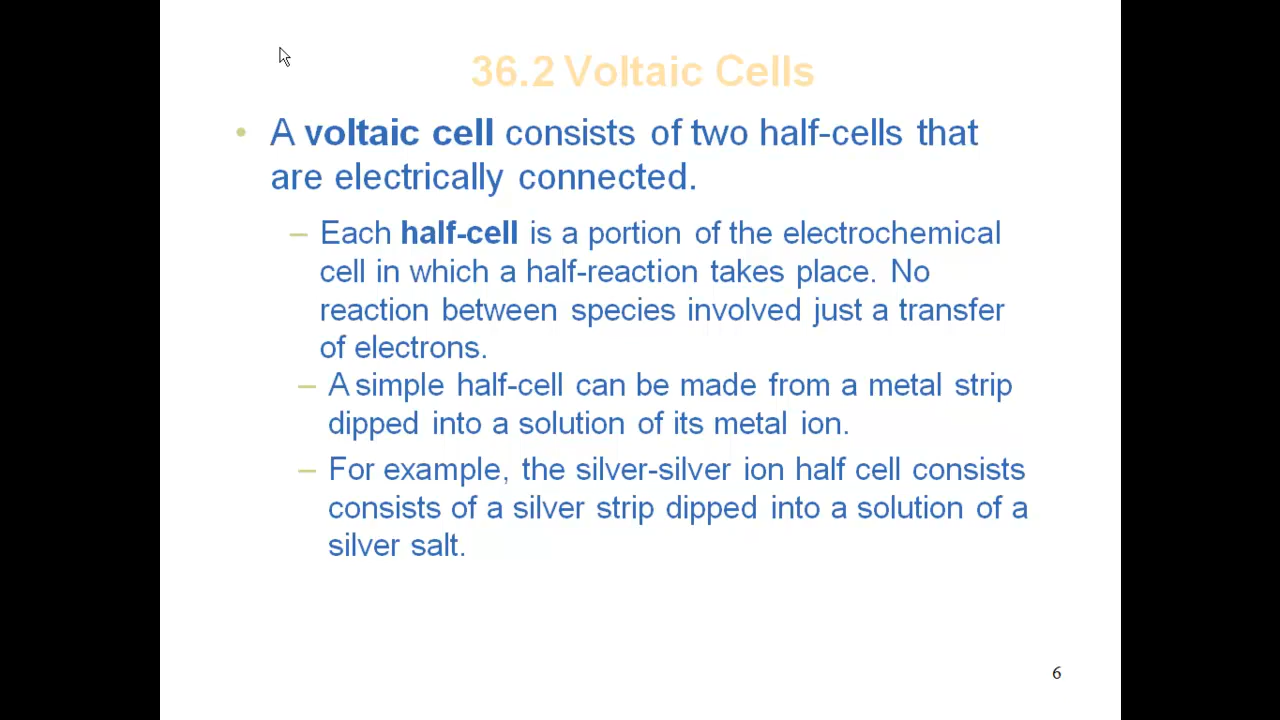 36.2 Voltaic Cells
• A voltaic cell consists of two half-cells that
are electrically connected.
– Each half-cell is a portion of the electrochemical
cell in which a half-reaction takes place. No
reaction between species involved just a transfer
of electrons.
– A simple half-cell can be made from a metal strip
dipped into a solution of its metal ion.
– For example, the silver-silver ion half cell consists
consists of a silver strip dipped into a solution of a
silver salt.
6